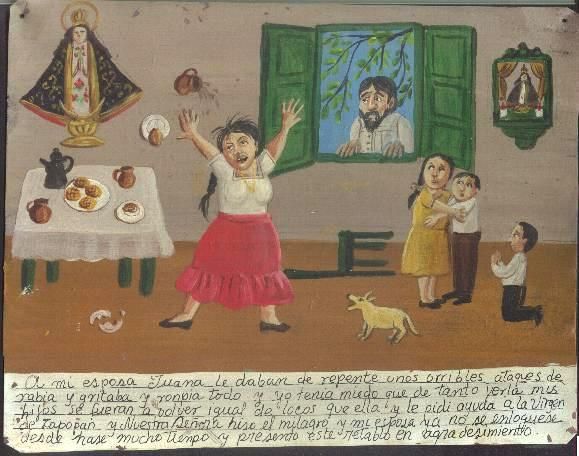 A mi esposa Juana le daban de repente unos orribles ataques de
rabia y gritaba y ronpia todo y yo tenia miedo que de tanto verla mis
hijos se fueran a bolver igual de locos que ella y le pidi ayuda a la Virgen
de Zapopan y Nuestra Señora hiso el milagro y mi esposa ya no se enloquese
desde hase mucho tienpo y presento este retablo en agradesimiento.